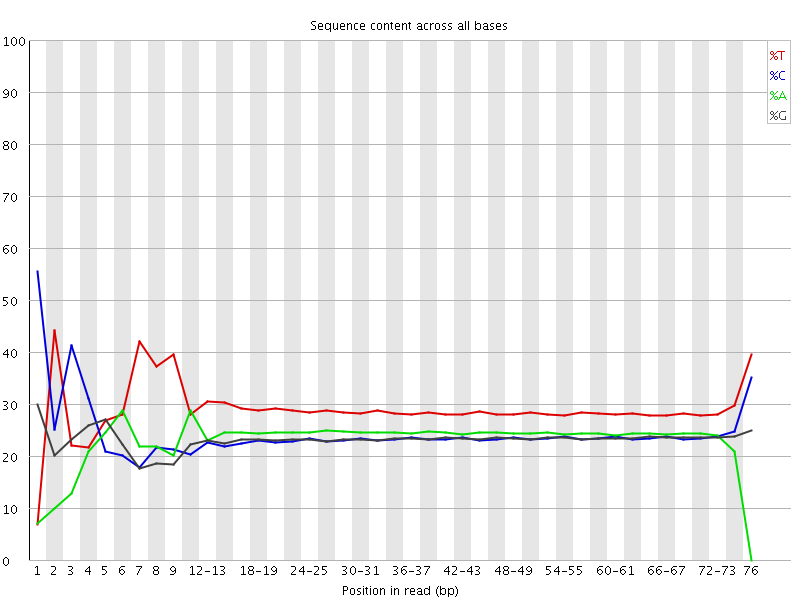 Sequence content across all bases
100
90
80
70
60
50
40
30
20
10
0
%T
%C
%A
%G
1 2 3 4 5 6 7 8 9 12-13 18-19 24-25 30-31 36-37 42-43 48-49 54-55 60-61 66-67 72-73 76
Position in read (bp)